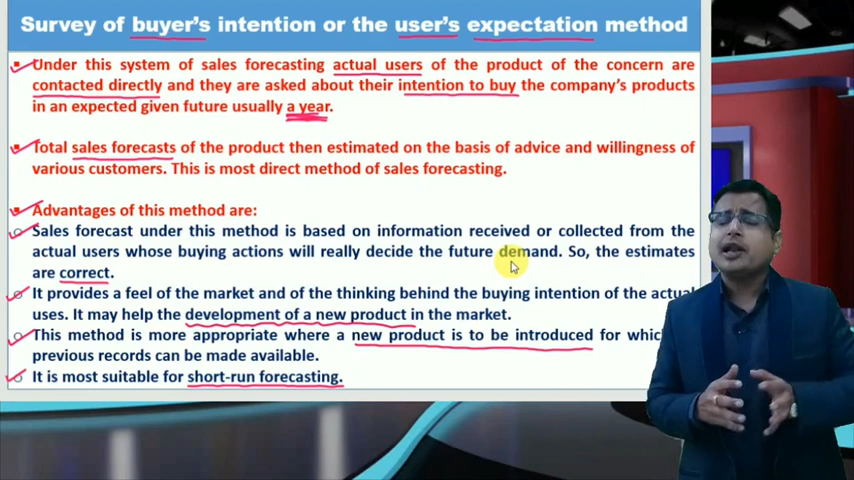 Survey of buyer's intention or the user's expectation method
Under this system of sales forecasting actual users of the product of the concern are
contacted directly and they are asked about their intention to buy the company's products
in an expected given future usually a year.
Total sales forecasts of the product then estimated on the basis of advice and willingness of
various customers. This is most direct method of sales forecasting.
Advantages of this method are:
Sales forecast under this method is based on information received or collected from the
actual users whose buying actions will really decide the future demand. So, the estimates
are correct.
It provides a feel of the market and of the thinking behind the buying intention of the actual
uses. It may help the development of a new product in the market.
This method is more appropriate where a new product is to be introduced for which
previous records can be made available.
It is most suitable for short-run forecasting.